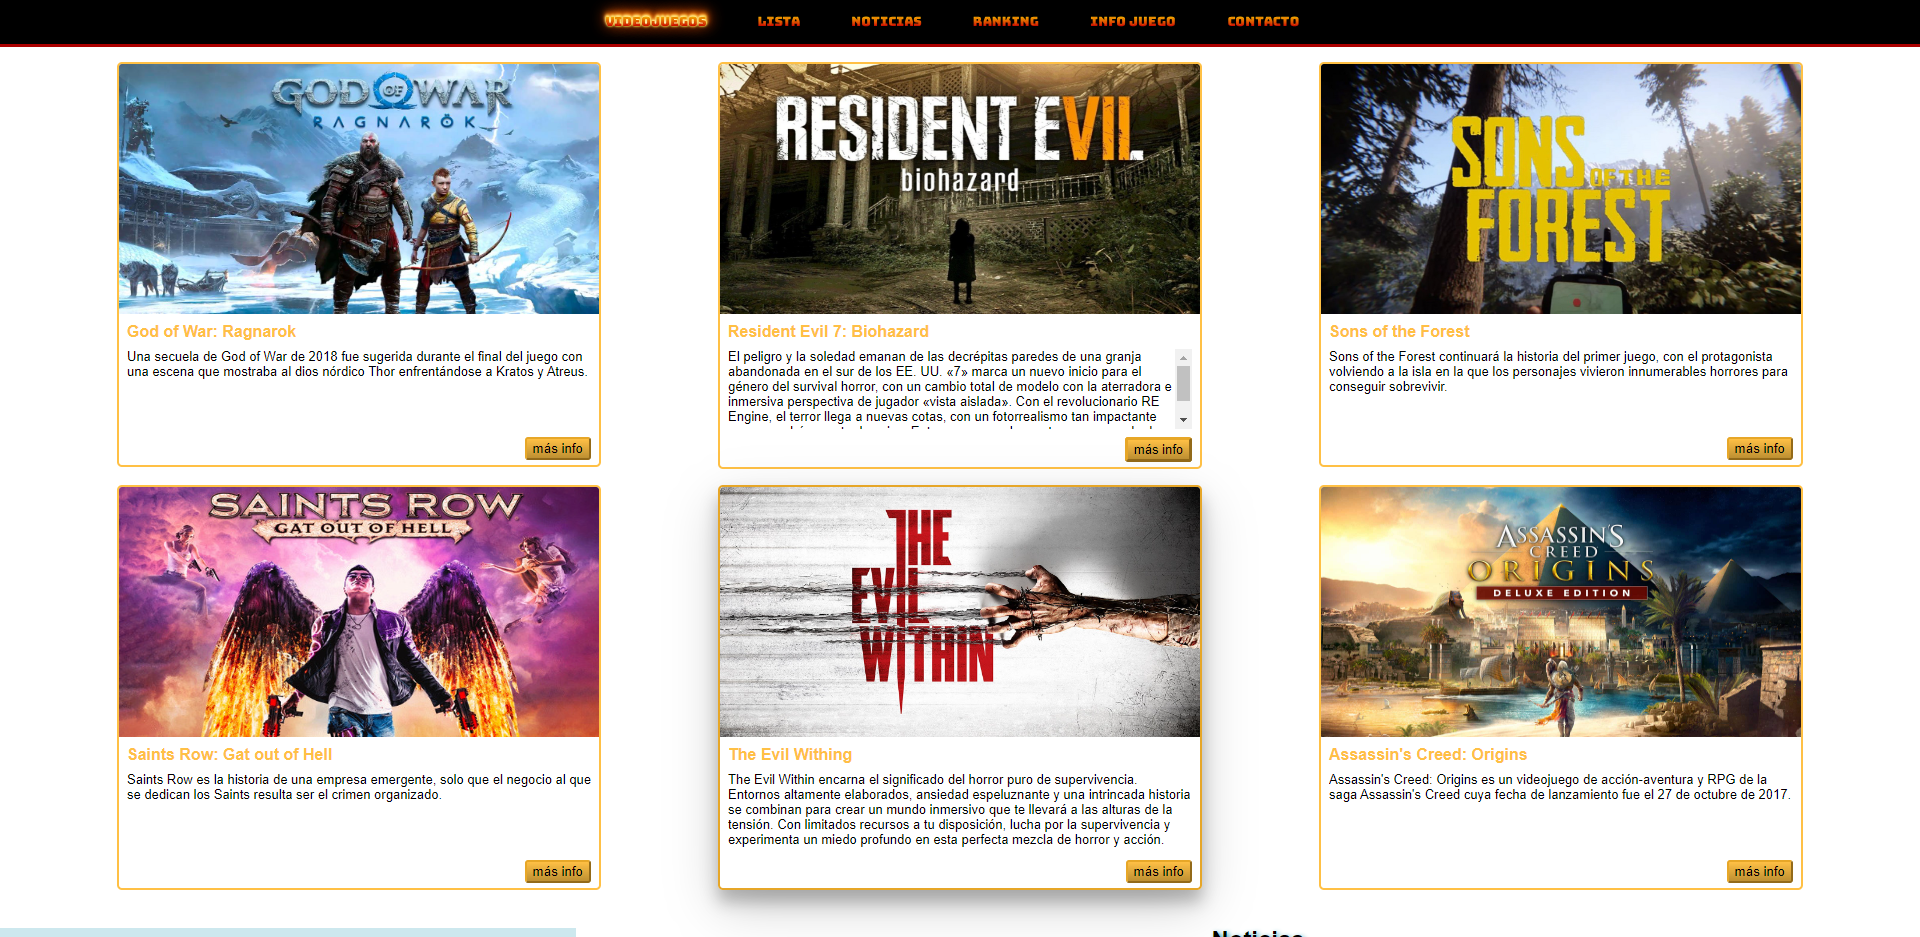 VIDEOJUEGOS LISTA NOTICIAS RANKING INFO JUEGO CONTACTO
GOD OF WAR
RAGNARÖK
God of War: Ragnarok
Una secuela de God of War de 2018 fue sugerida durante el final del juego con
una escena que mostraba al dios nórdico Thor enfrentándose a Kratos y Atreus.
más info
RESIDENT EVII.
biohazard
Resident Evil 7: Biohazard
El peligro y la soledad emanan de las decrépitas paredes de una granja
abandonada en el sur de los EE. UU. «7» marca un nuevo inicio para el
género del survival horror, con un cambio total de modelo con la aterradora e
inmersiva perspectiva de jugador «vista aislada». Con el revolucionario RE
Engine, el terror llega a nuevas cotas, con un fotorrealismo tan impactante
más info
SONS
OF THE
FOREST
Sons of the Forest
Sons of the Forest continuará la historia del primer juego, con el protagonista
volviendo a la isla en la que los personajes vivieron innumerables horrores para
conseguir sobrevivir.
más info
SAINTS ROW
GAT OUT OF HELL
Saints Row: Gat out of Hell
Saints Row es la historia de una empresa emergente, solo que el negocio al que
se dedican los Saints resulta ser el crimen organizado.
más info
THE
EVIL
WITHIN
The Evil Withing
The Evil Within encarna el significado del horror puro de supervivencia.
Entornos altamente elaborados, ansiedad espeluznante y una intrincada historia
se combinan para crear un mundo inmersivo que te llevará a las alturas de la
tensión. Con limitados recursos a tu disposición, lucha por la supervivencia y
experimenta un miedo profundo en esta perfecta mezcla de horror y acción.
más info
ASSASSIN'S
CREED
ORIGINS
DELUXE EDITION
Assassin's Creed: Origins
Assassin's Creed: Origins es un videojuego de acción-aventura y RPG de la
saga Assassin's Creed cuya fecha de lanzamiento fue el 27 de octubre de 2017.
más info
Noticias